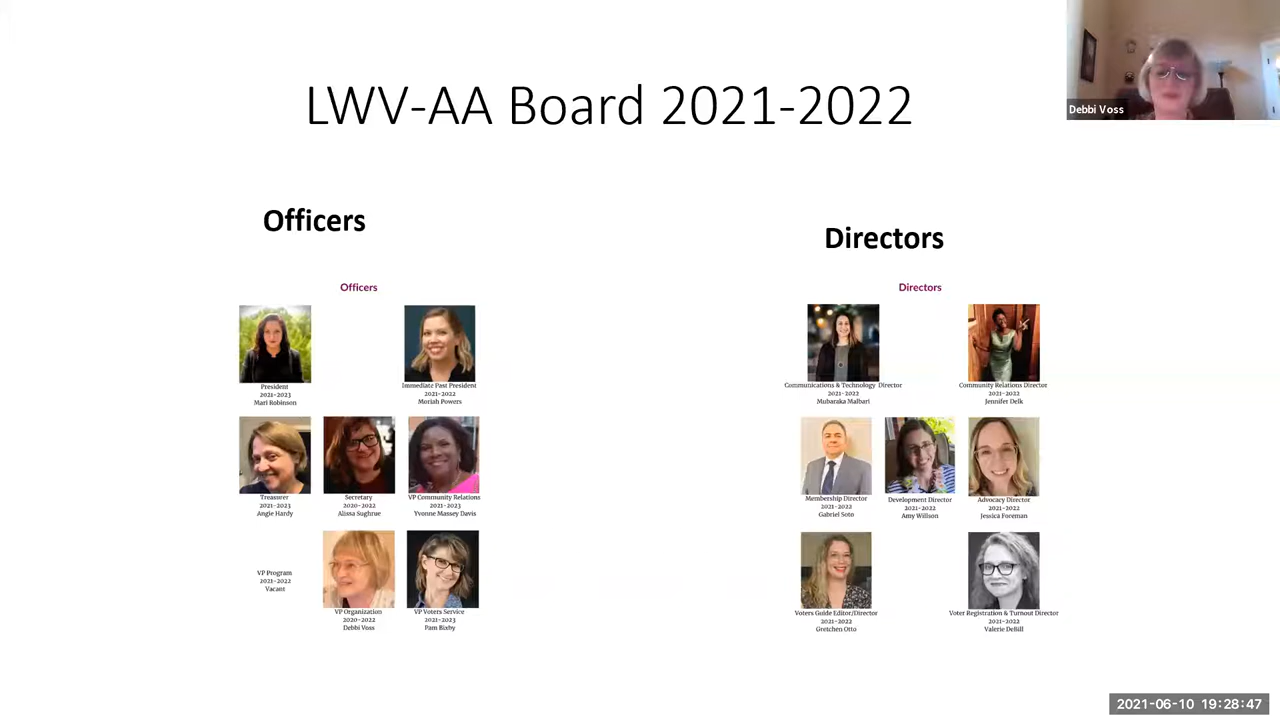 LWV-AA Board 2021-2022
Debbi Voss
Officers
Officers
President
2021-2023
Mari Robinson
Immediate Past President
2021-2022
Moriah Powers
Treasurer
2021-2023
Angie Hardy
Secretary
2020-2022
Alissa Sughrue
VP Community Relations
2021-2023
Yvonne Massey Davis
VP Program
2021-2022
Vacant
VP Organization
2020-2022
Debbi Voss
VP Voters Service
2021-2023
Pam Bixby
Directors
Directors
Communications & Technology Director
2021-2022
Mubaraka Malbari
Community Relations Director
2021-2022
Jennifer Delk
Membership Director
2021-2022
Gabriel Soto
Development Director
2021-2022
Amy Willson
Advocacy Director
2021-2022
Jessica Foreman
Voters Guide Editor/Director
2021-2022
Gretchen Otto
Voter Registration & Turnout Director
2021-2022
Valerie DeBill
2021-06-10 19:28:47